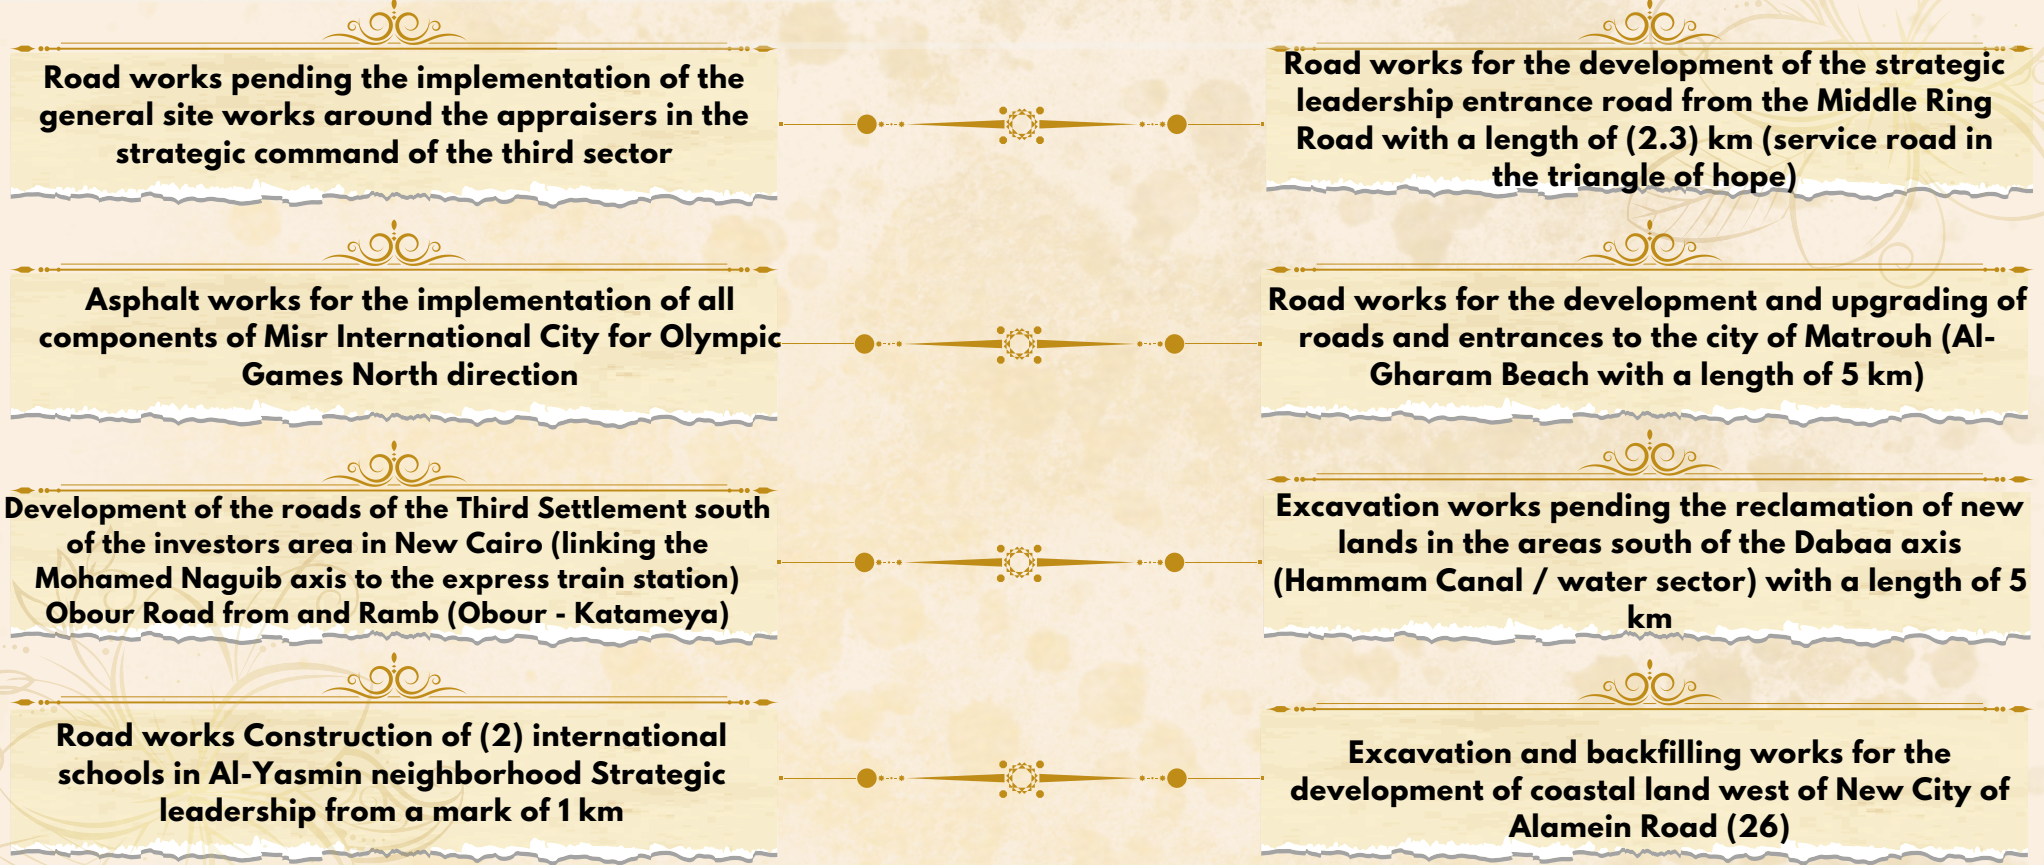 Road works pending the implementation of the
general site works around the appraisers in the
strategic command of the third sector
Road works for the development of the strategic
leadership entrance road from the Middle Ring
Road with a length of (2.3) km (service road in
the triangle of hope)
Asphalt works for the implementation of all
components of Misr International City for Olympic
Games North direction
Road works for the development and upgrading of
roads and entrances to the city of Matrouh (Al-
Gharam Beach with a length of 5 km)
Development of the roads of the Third Settlement south
of the investors area in New Cairo (linking the
Mohamed Naguib axis to the express train station)
Obour Road from and Ramb (Obour - Katameya)
Excavation works pending the reclamation of new
lands in the areas south of the Dabaa axis
(Hammam Canal / water sector) with a length of 5
km
Road works Construction of (2) international
schools in Al-Yasmin neighborhood Strategic
leadership from a mark of 1 km
Excavation and backfilling works for the
development of coastal land west of New City of
Alamein Road (26)